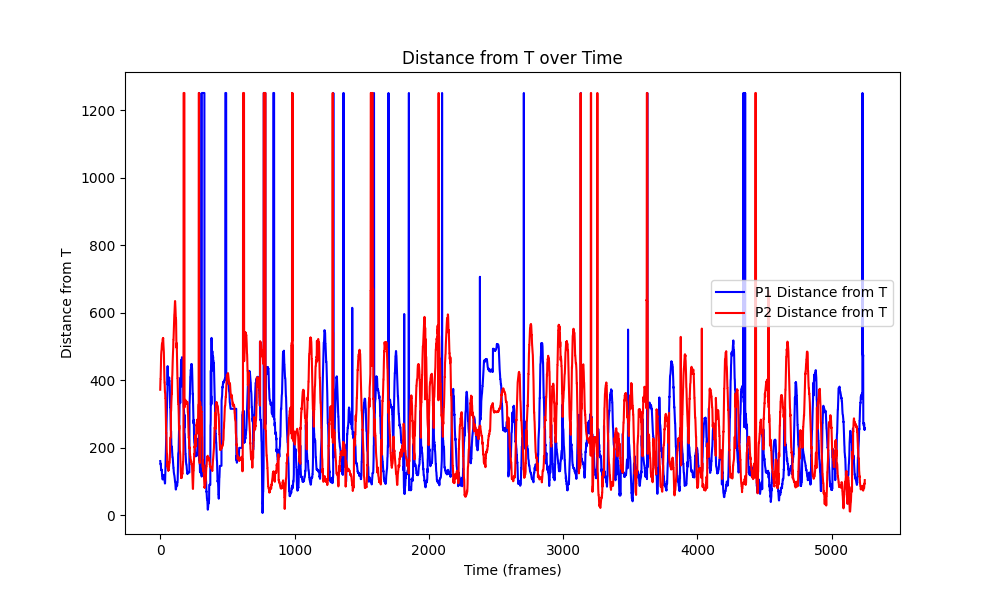 Distance from T over Time
1200
1000
800
600
400
200
0
Distance from T
P1 Distance from T
P2 Distance from T
0 1000 2000 3000 4000 5000
Time (frames)